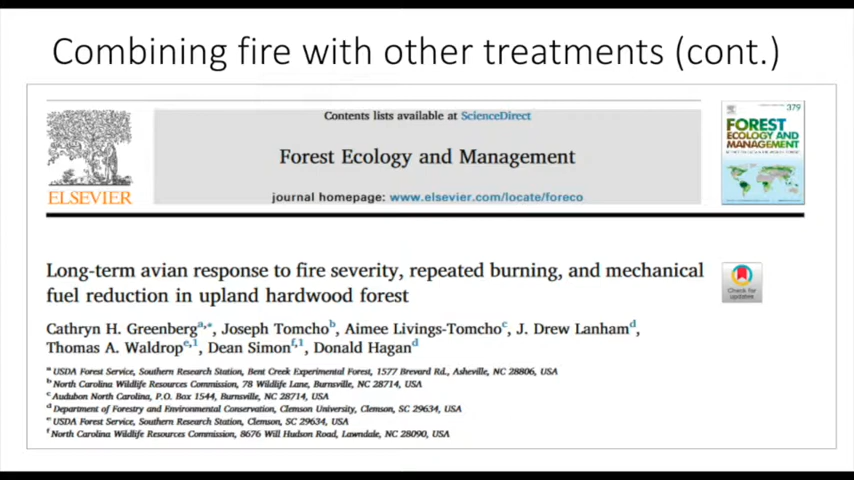 Combining fire with other treatments (cont.)
Contents lists available at ScienceDirect
Forest Ecology and Management
journal homepage: www.elsevier.com/locate/foreco
ELSEVIER
379
FOREST
ECOLOGY AND
MANAGEMENT
Long-term avian response to fire severity, repeated burning, and mechanical
fuel reduction in upland hardwood forest
Check for
updates
Cathryn H. Greenberg^a,*, Joseph Tomcho^b, Aimee Livings-Tomcho^c, J. Drew Lanham^d,
Thomas A. Waldrop^e,1, Dean Simon^f,1, Donald Hagan^d
^a USDA Forest Service, Southern Research Station, Bent Creek Experimental Forest, 1577 Brevard Rd., Asheville, NC 28806, USA
^b North Carolina Wildlife Resources Commission, 78 Wildlife Lane, Burnsville, NC 28714, USA
^c Audubon North Carolina, P.O. Box 1544, Burnsville, NC 28714, USA
^d Department of Forestry and Environmental Conservation, Clemson University, Clemson, SC 29634, USA
^e USDA Forest Service, Southern Research Station, Clemson, SC 29634, USA
^f North Carolina Wildlife Resources Commission, 8676 Will Hudson Road, Lawndale, NC 28090, USA